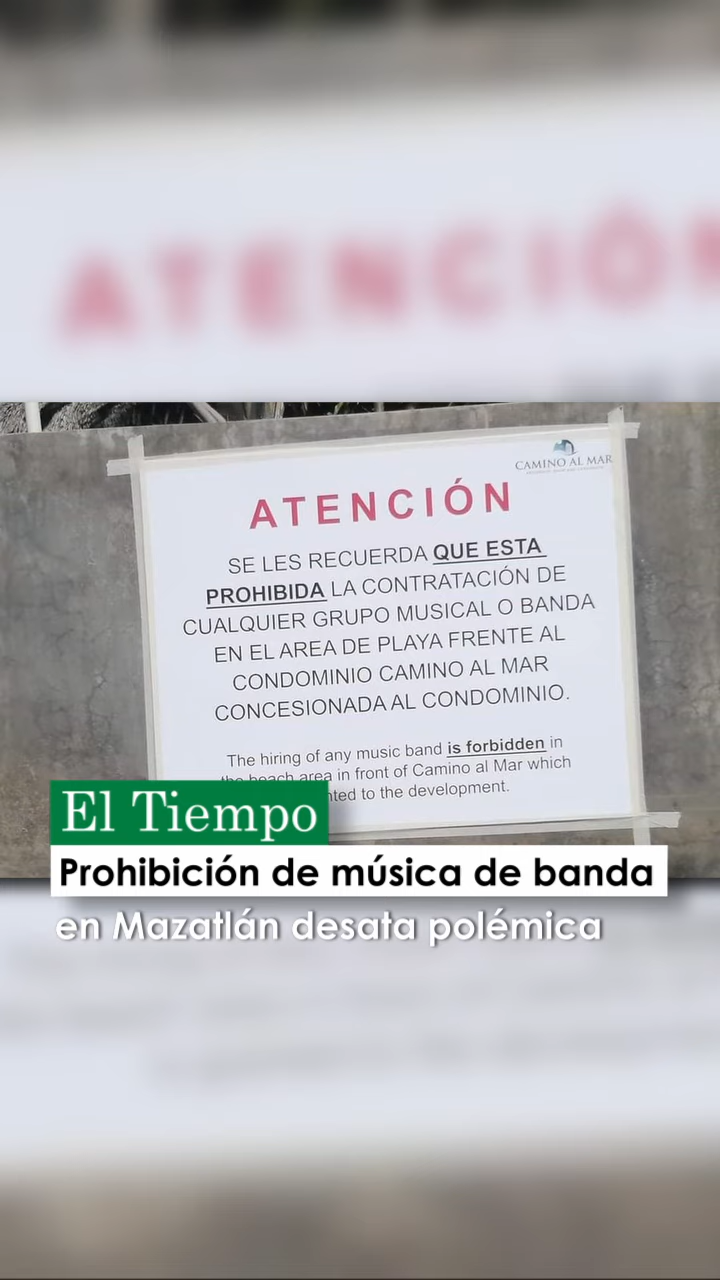 ATENCIÓN
CAMINO AL MAR
ATENCIÓN
SE LES RECUERDA QUE ESTA
PROHIBIDA LA CONTRATACIÓN DE
CUALQUIER GRUPO MUSICAL O BANDA
EN EL AREA DE PLAYA FRENTE AL
CONDOMINIO CAMINO AL MAR
CONCESIONADA AL CONDOMINIO.
The hiring of any music band is forbidden in
the beach area in front of Camino al Mar which
to the development.
El Tiempo
Prohibición de música de banda
en Mazatlán desata polémica